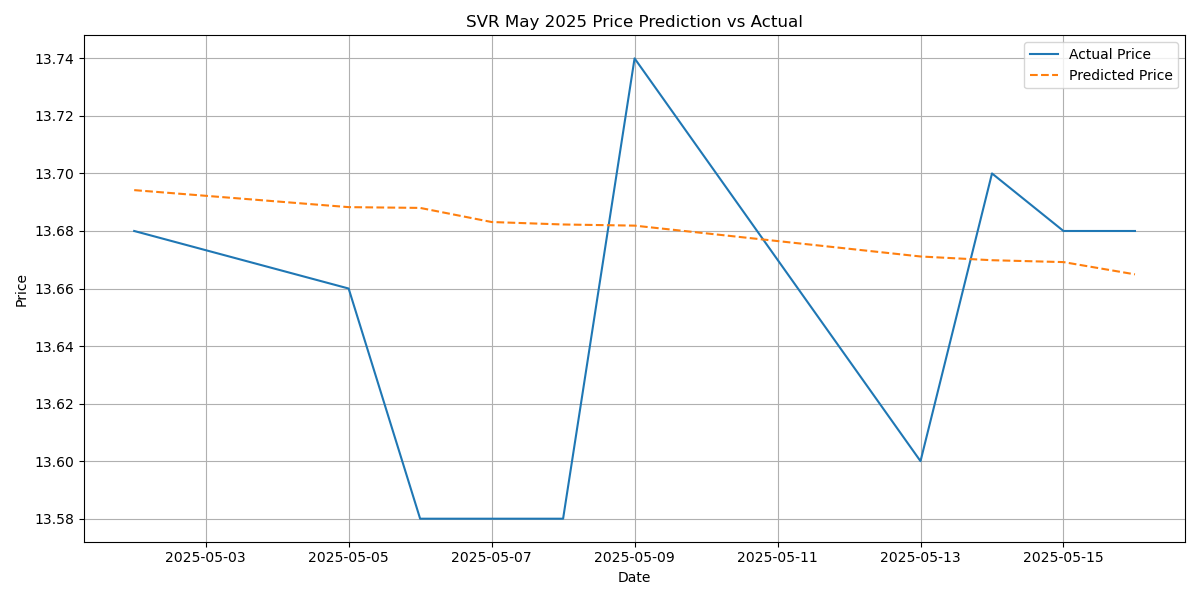 SVR May 2025 Price Prediction vs Actual
Actual Price
Predicted Price
Price
13.74
13.72
13.70
13.68
13.66
13.64
13.62
13.60
13.58
2025-05-03 2025-05-05 2025-05-07 2025-05-09 2025-05-11 2025-05-13 2025-05-15
Date